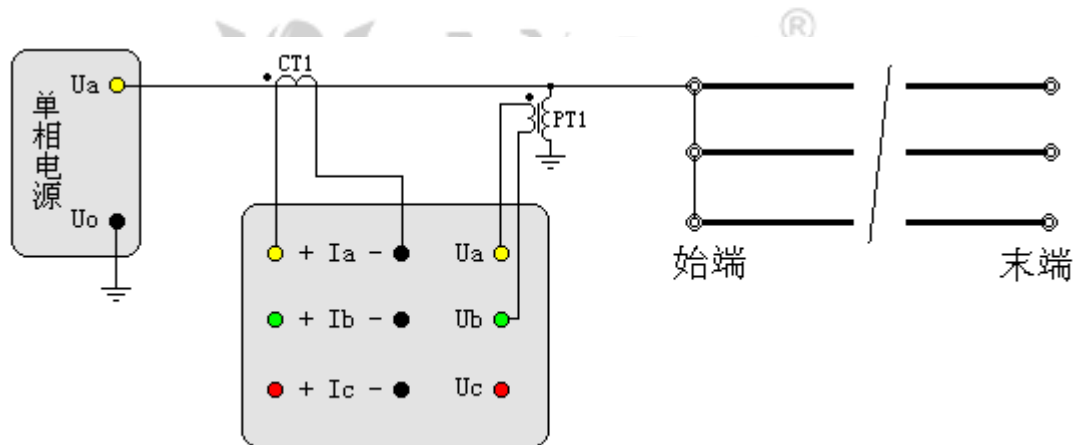 ®
Ua
单相电源
Uo
CT1
PT1
+ Ia -
Ua
+ Ib -
Ub
+ Ic -
Uc
始端
末端